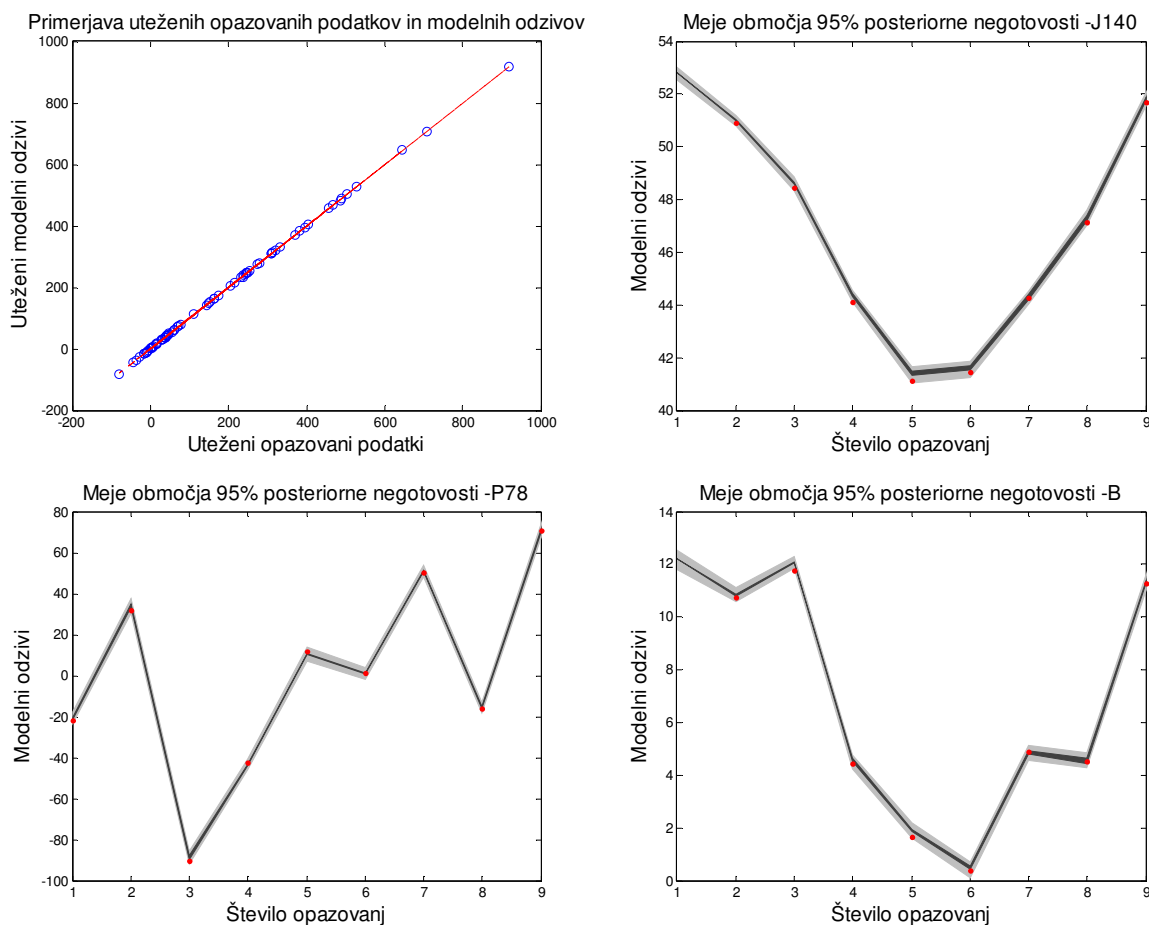 Primerjava uteženih opazovanih podatkov in modelnih odzivov
1000
800
600
400
200
0
-200
-200 0 200 400 600 800 1000
Uteženi modelni odzivi
Uteženi opazovani podatki
Meje območja 95% posteriorne negotovosti -J140
54
52
50
48
46
44
42
40
1 2 3 4 5 6 7 8 9
Modelni odzivi
Število opazovanj
Meje območja 95% posteriorne negotovosti -P78
80
60
40
20
0
-20
-40
-60
-80
-100
1 2 3 4 5 6 7 8 9
Modelni odzivi
Število opazovanj
Meje območja 95% posteriorne negotovosti -B
14
12
10
8
6
4
2
0
1 2 3 4 5 6 7 8 9
Modelni odzivi
Število opazovanj